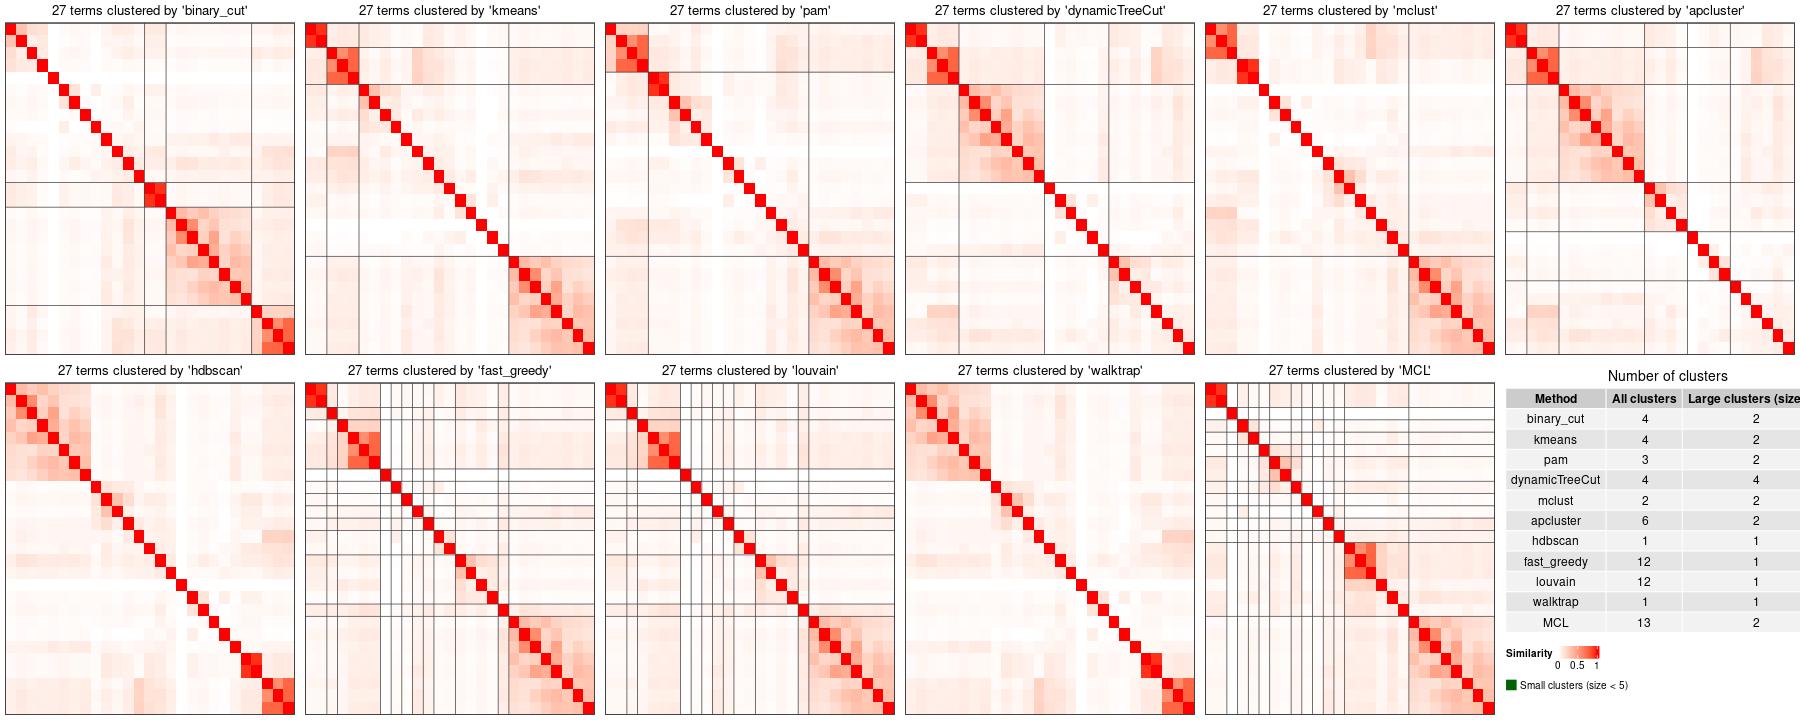 27 terms clustered by 'binary_cut'
27 terms clustered by 'kmeans'
27 terms clustered by 'pam'
27 terms clustered by 'dynamicTreeCut'
27 terms clustered by 'mclust'
27 terms clustered by 'apcluster'
27 terms clustered by 'hdbscan'
27 terms clustered by 'fast_greedy'
27 terms clustered by 'louvain'
27 terms clustered by 'walktrap'
27 terms clustered by 'MCL'
Number of clusters
Method All clusters Large clusters (size
binary_cut 4 2
kmeans 4 2
pam 3 2
dynamicTreeCut 4 4
mclust 2 2
apcluster 6 2
hdbscan 1 1
fast_greedy 12 1
louvain 12 1
walktrap 1 1
MCL 13 2
Similarity
0 0.5 1
Small clusters (size < 5)